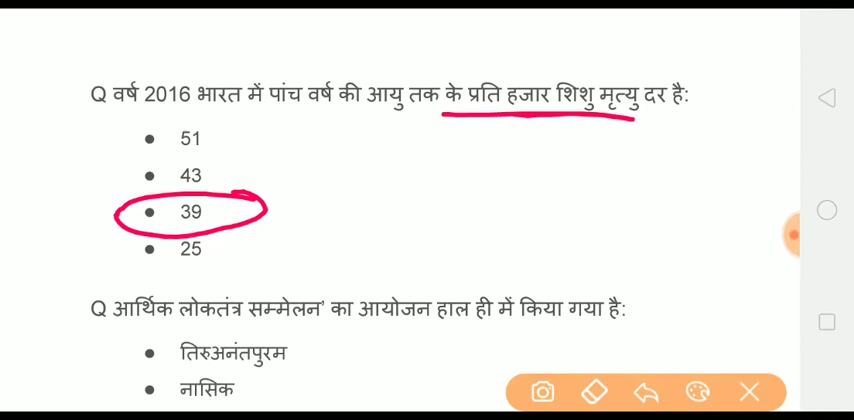 Q वर्ष 2016 भारत में पांच वर्ष की आयु तक के प्रति हजार शिशु मृत्यु दर है:
● 51
● 43
● 39
● 25
Q आर्थिक लोकतंत्र सम्मेलन’ का आयोजन हाल ही में किया गया है:
● तिरुअनंतपुरम
● नासिक